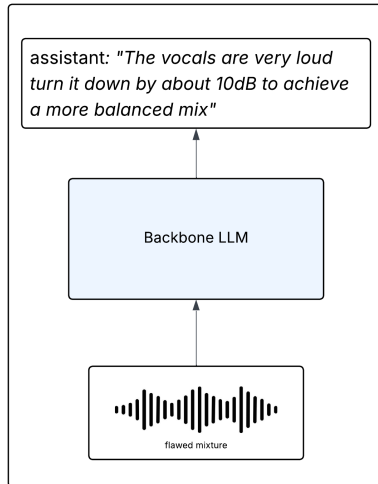 assistant: "The vocals are very loud
turn it down by about 10dB to achieve
a more balanced mix"
Backbone LLM
flawed mixture